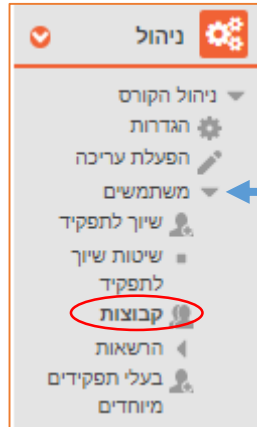 ניהול
ניהול הקורס
הגדרות
הפעלת עריכה
משתמשים
שיוך לתפקיד
שיטות שיוך
לתפקיד
קבוצות
הרשאות
בעלי תפקידים
מיוחדים